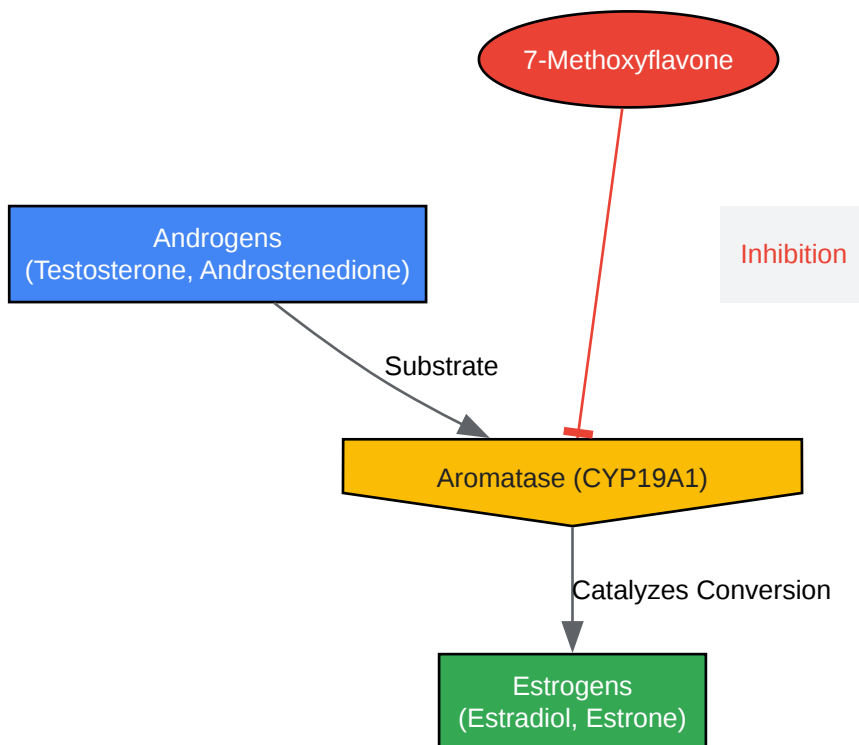 7-Methoxyflavone
Androgens
(Testosterone, Androstenedione)
Inhibition
Substrate
Aromatase (CYP19A1)
Catalyzes Conversion
Estrogens
(Estradiol, Estrone)